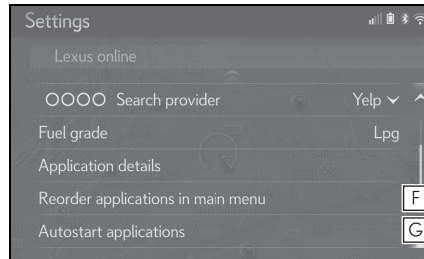 Settings
Lexus online
OOOO Search provider Yelp
Fuel grade Lpg
Application details
Reorder applications in main menu F
Autostart applications G